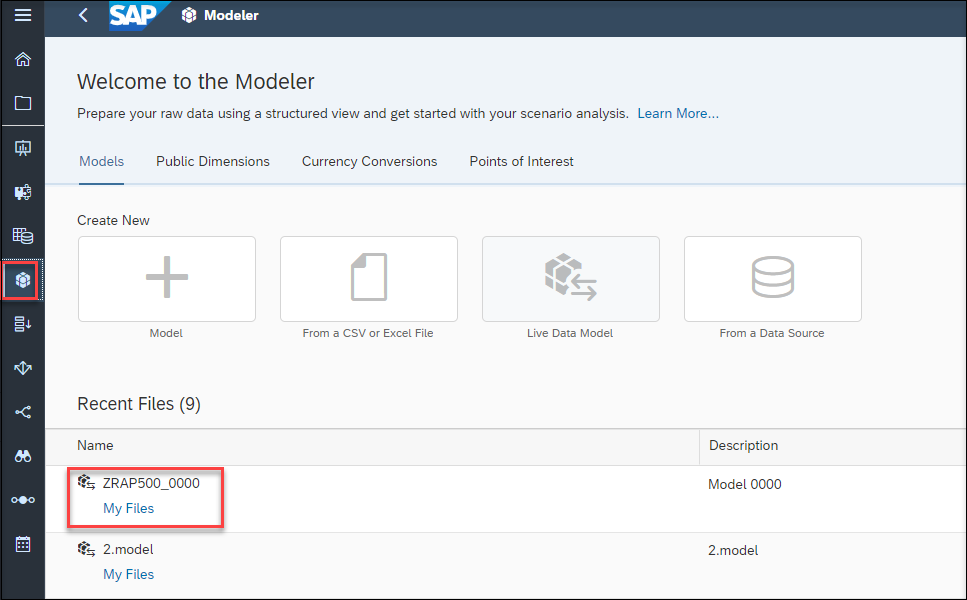 SAP Modeler
Welcome to the Modeler
Prepare your raw data using a structured view and get started with your scenario analysis. Learn More...
Models Public Dimensions Currency Conversions Points of Interest
Create New
Model From a CSV or Excel File Live Data Model From a Data Source
Recent Files (9)
Name Description
ZRAP500_0000 Model 0000
My Files
2.model 2.model
My Files